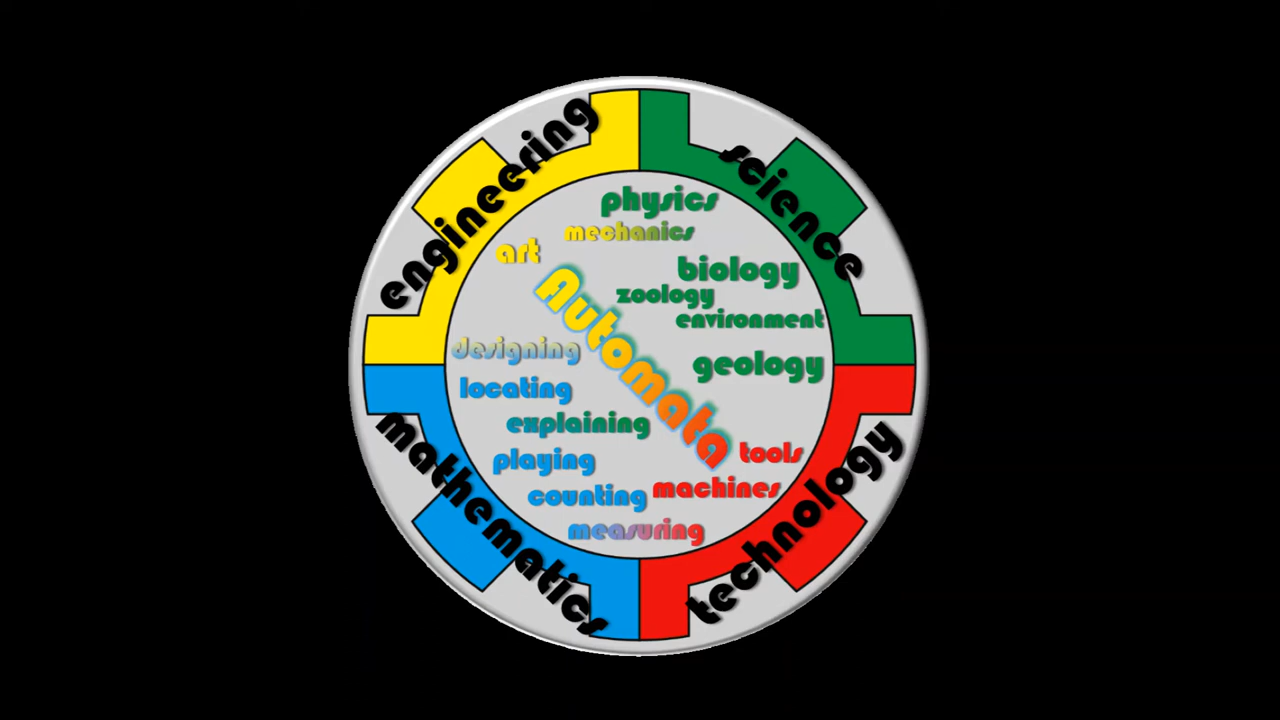 engineering
science
physics
mechanics
art
biology
zoology
environment
Automata
designing
geology
locating
explaining
playing
tools
counting
machines
measuring
mathematics
technology